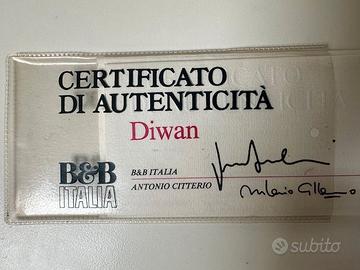 CERTIFICATO
DI AUTENTICITÀ
Diwan
B&B
ITALIA
B&B ITALIA
ANTONIO CITTERIO
subito